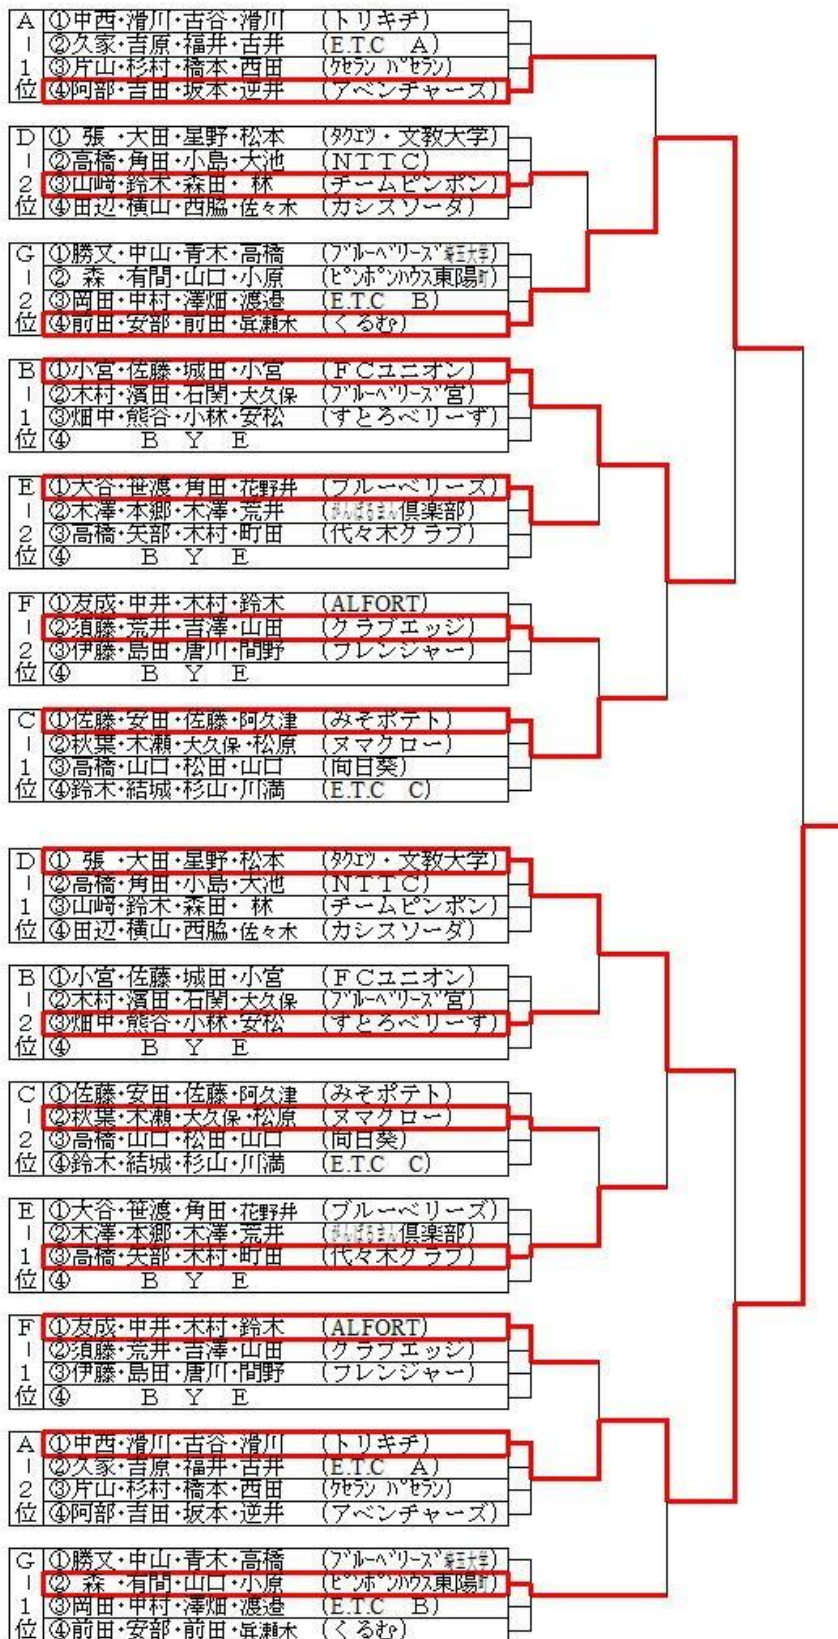 A-1位
①中西・滑川・古谷・滑川 (トリキチ)
②久家・吉原・福井・古井 (E.T.C A)
③片山・杉村・橋本・西田 (ケセラン パセラン)
④阿部・吉田・坂本・逆井 (アベンチャーズ)
D-2位
① 張 ・大田・星野・松本 (タクエツ・文教大学)
②高橋・角田・小島・大池 (NTTC)
③山崎・鈴木・森田・ 林 (チームピンポン)
④田辺・横山・西脇・佐々木 (カシスソーダ)
G-2位
①勝又・中山・青木・高橋 (ブルーベリーズ埼玉大学)
② 森 ・有間・山口・小原 (ピンポンハウス東陽町)
③岡田・中村・澤畑・渡邉 (E.T.C B)
④前田・安部・前田・眞瀬木 (くるむ)
B-1位
①小宮・佐藤・城田・小宮 (FCユニオン)
②木村・濱田・石関・大久保 (ブルーベリーズ宮)
③畑中・熊谷・小林・安松 (すとろべりーず)
④ BYE
E-2位
①大谷・笹渡・角田・花野井 (ブルーベリーズ)
②木澤・本郷・木澤・荒井 (倶楽部)
③高橋・矢部・木村・町田 (代々木クラブ)
④ BYE
F-2位
①友成・中井・木村・鈴木 (ALFORT)
②須藤・荒井・吉澤・山田 (クラブエッジ)
③伊藤・島田・唐川・間野 (フレンジャー)
④ BYE
C-1位
①佐藤・安田・佐藤・阿久津 (みそポテト)
②秋葉・木瀬・大久保・松原 (ヌマクロー)
③高橋・山口・松田・山口 (向日葵)
④鈴木・結城・杉山・川満 (E.T.C C)
D-1位
① 張 ・大田・星野・松本 (タクエツ・文教大学)
②高橋・角田・小島・大池 (NTTC)
③山崎・鈴木・森田・ 林 (チームピンポン)
④田辺・横山・西脇・佐々木 (カシスソーダ)
B-2位
①小宮・佐藤・城田・小宮 (FCユニオン)
②木村・濱田・石関・大久保 (ブルーベリーズ宮)
③畑中・熊谷・小林・安松 (すとろべりーず)
④ BYE
C-2位
①佐藤・安田・佐藤・阿久津 (みそポテト)
②秋葉・木瀬・大久保・松原 (ヌマクロー)
③高橋・山口・松田・山口 (向日葵)
④鈴木・結城・杉山・川満 (E.T.C C)
E-1位
①大谷・笹渡・角田・花野井 (ブルーベリーズ)
②木澤・本郷・木澤・荒井 (倶楽部)
③高橋・矢部・木村・町田 (代々木クラブ)
④ BYE
F-1位
①友成・中井・木村・鈴木 (ALFORT)
②須藤・荒井・吉澤・山田 (クラブエッジ)
③伊藤・島田・唐川・間野 (フレンジャー)
④ BYE
A-2位
①中西・滑川・古谷・滑川 (トリキチ)
②久家・吉原・福井・古井 (E.T.C A)
③片山・杉村・橋本・西田 (ケセラン パセラン)
④阿部・吉田・坂本・逆井 (アベンチャーズ)
G-1位
①勝又・中山・青木・高橋 (ブルーベリーズ埼玉大学)
② 森 ・有間・山口・小原 (ピンポンハウス東陽町)
③岡田・中村・澤畑・渡邉 (E.T.C B)
④前田・安部・前田・眞瀬木 (くるむ)